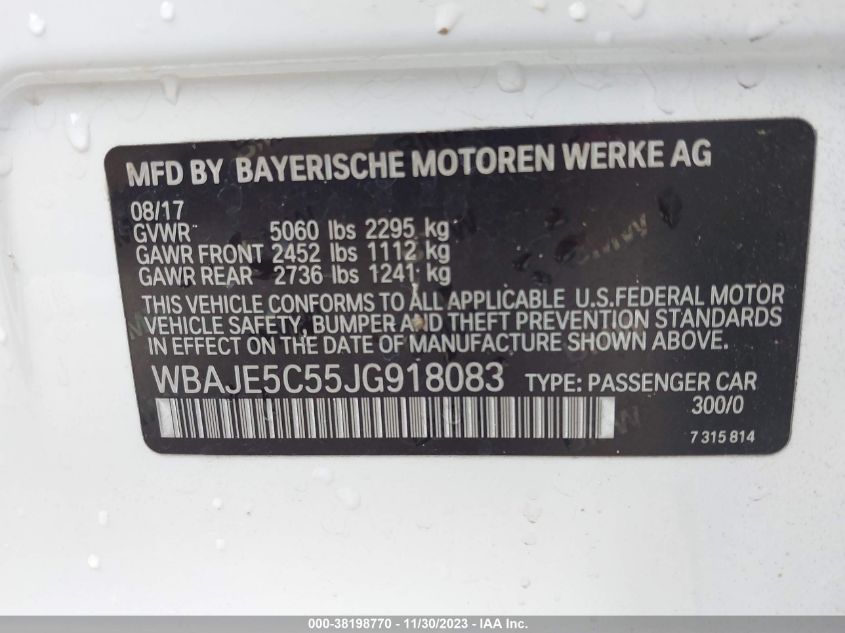 MFD BY BAYERISCHE MOTOREN WERKE AG
08/17
GVWR 5060 lbs 2295 kg
GAWR FRONT 2452 lbs 1112 kg
GAWR REAR 2736 lbs 1241 kg
THIS VEHICLE CONFORMS TO ALL APPLICABLE U.S.FEDERAL MOTOR
VEHICLE SAFETY, BUMPER AND THEFT PREVENTION STANDARDS
IN EFFECT ON THE DATE OF MANUFACTURE SHOWN ABOVE.
WBAJE5C55JG918083 TYPE: PASSENGER CAR
300/0
7 315 814
000-38198770 - 11/30/2023 - IAA Inc.